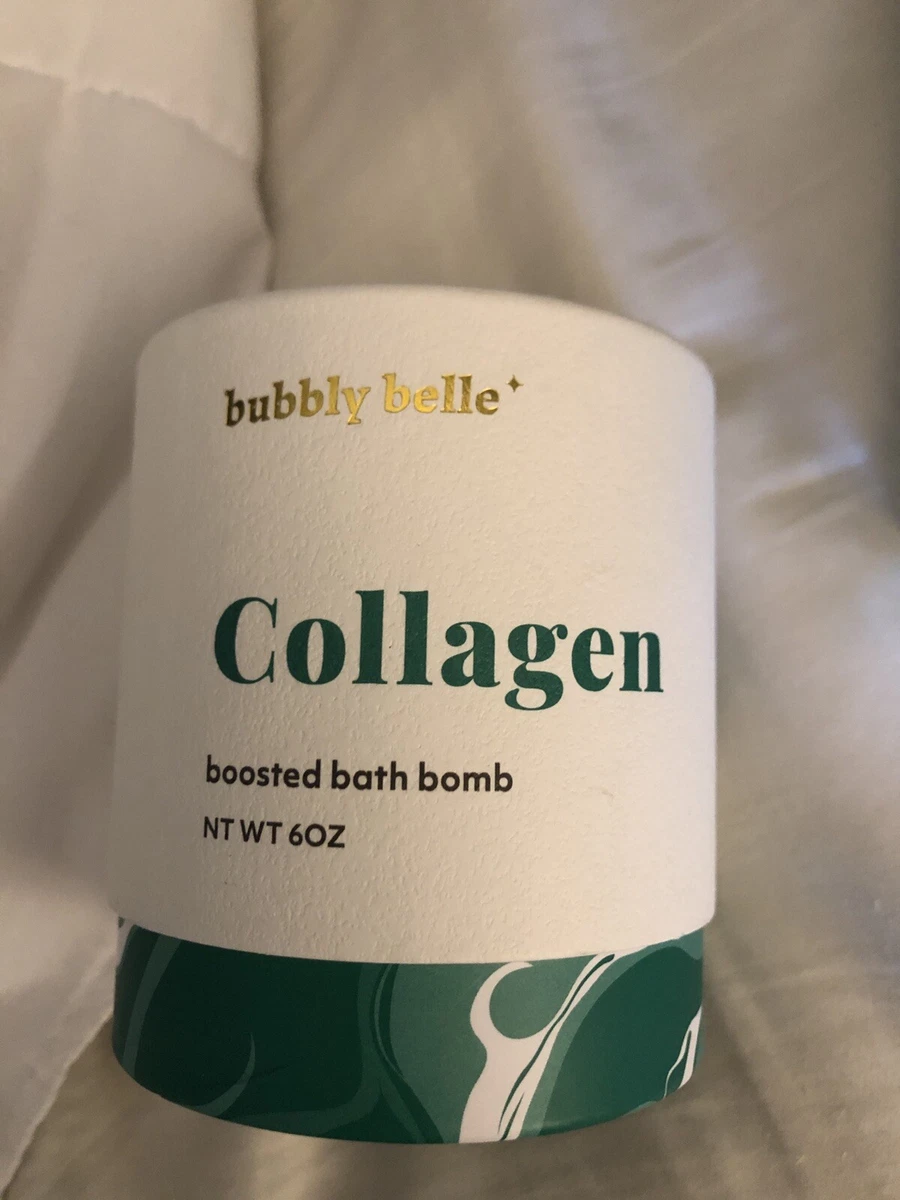 bubbly belle
Collagen
boosted bath bomb
NT WT 6OZ